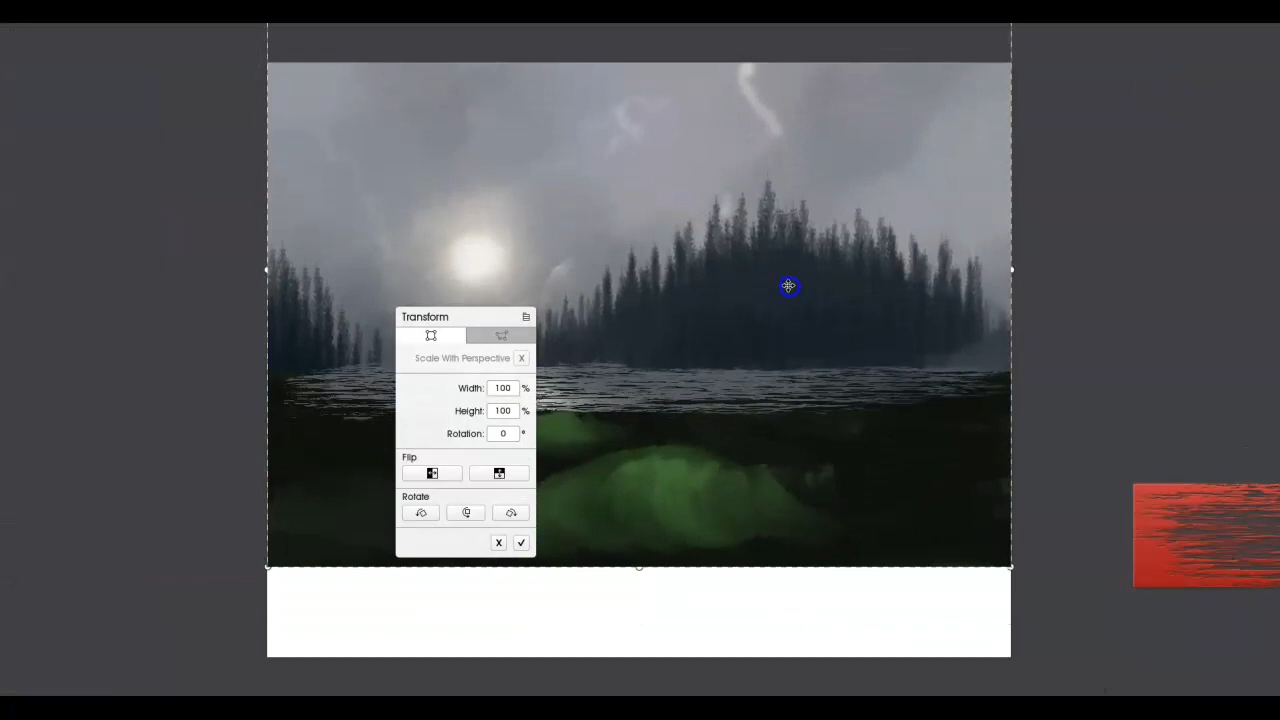 Transform
Scale With Perspective X
Width: 100 %
Height: 100 %
Rotation: 0 °
Flip
Rotate
X